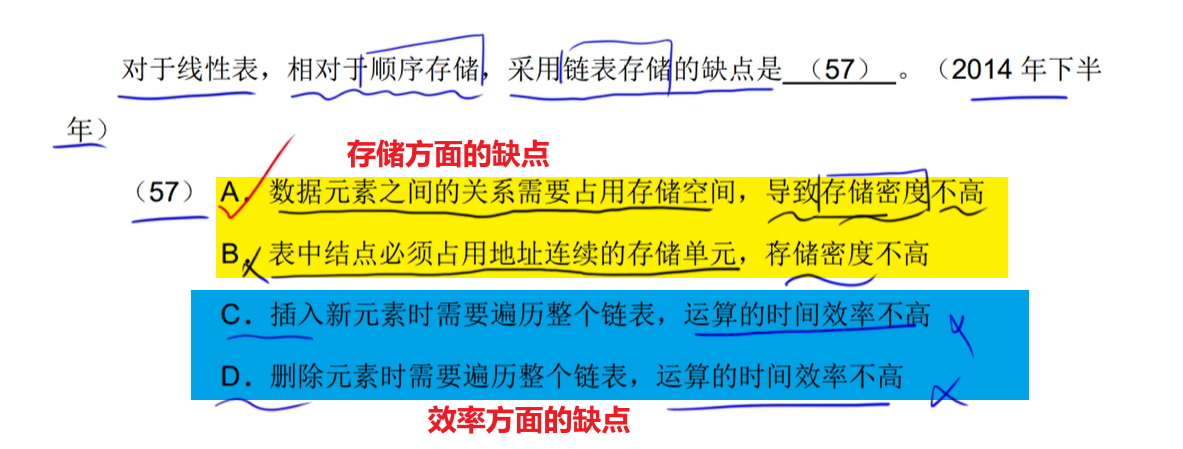 对于线性表，相对于顺序存储，采用链表存储的缺点是 （57） 。（2014 年下半
年）
存储方面的缺点
（57） A．数据元素之间的关系需要占用存储空间，导致存储密度不高
B．表中结点必须占用地址连续的存储单元，存储密度不高
C．插入新元素时需要遍历整个链表，运算的时间效率不高
D．删除元素时需要遍历整个链表，运算的时间效率不高
效率方面的缺点